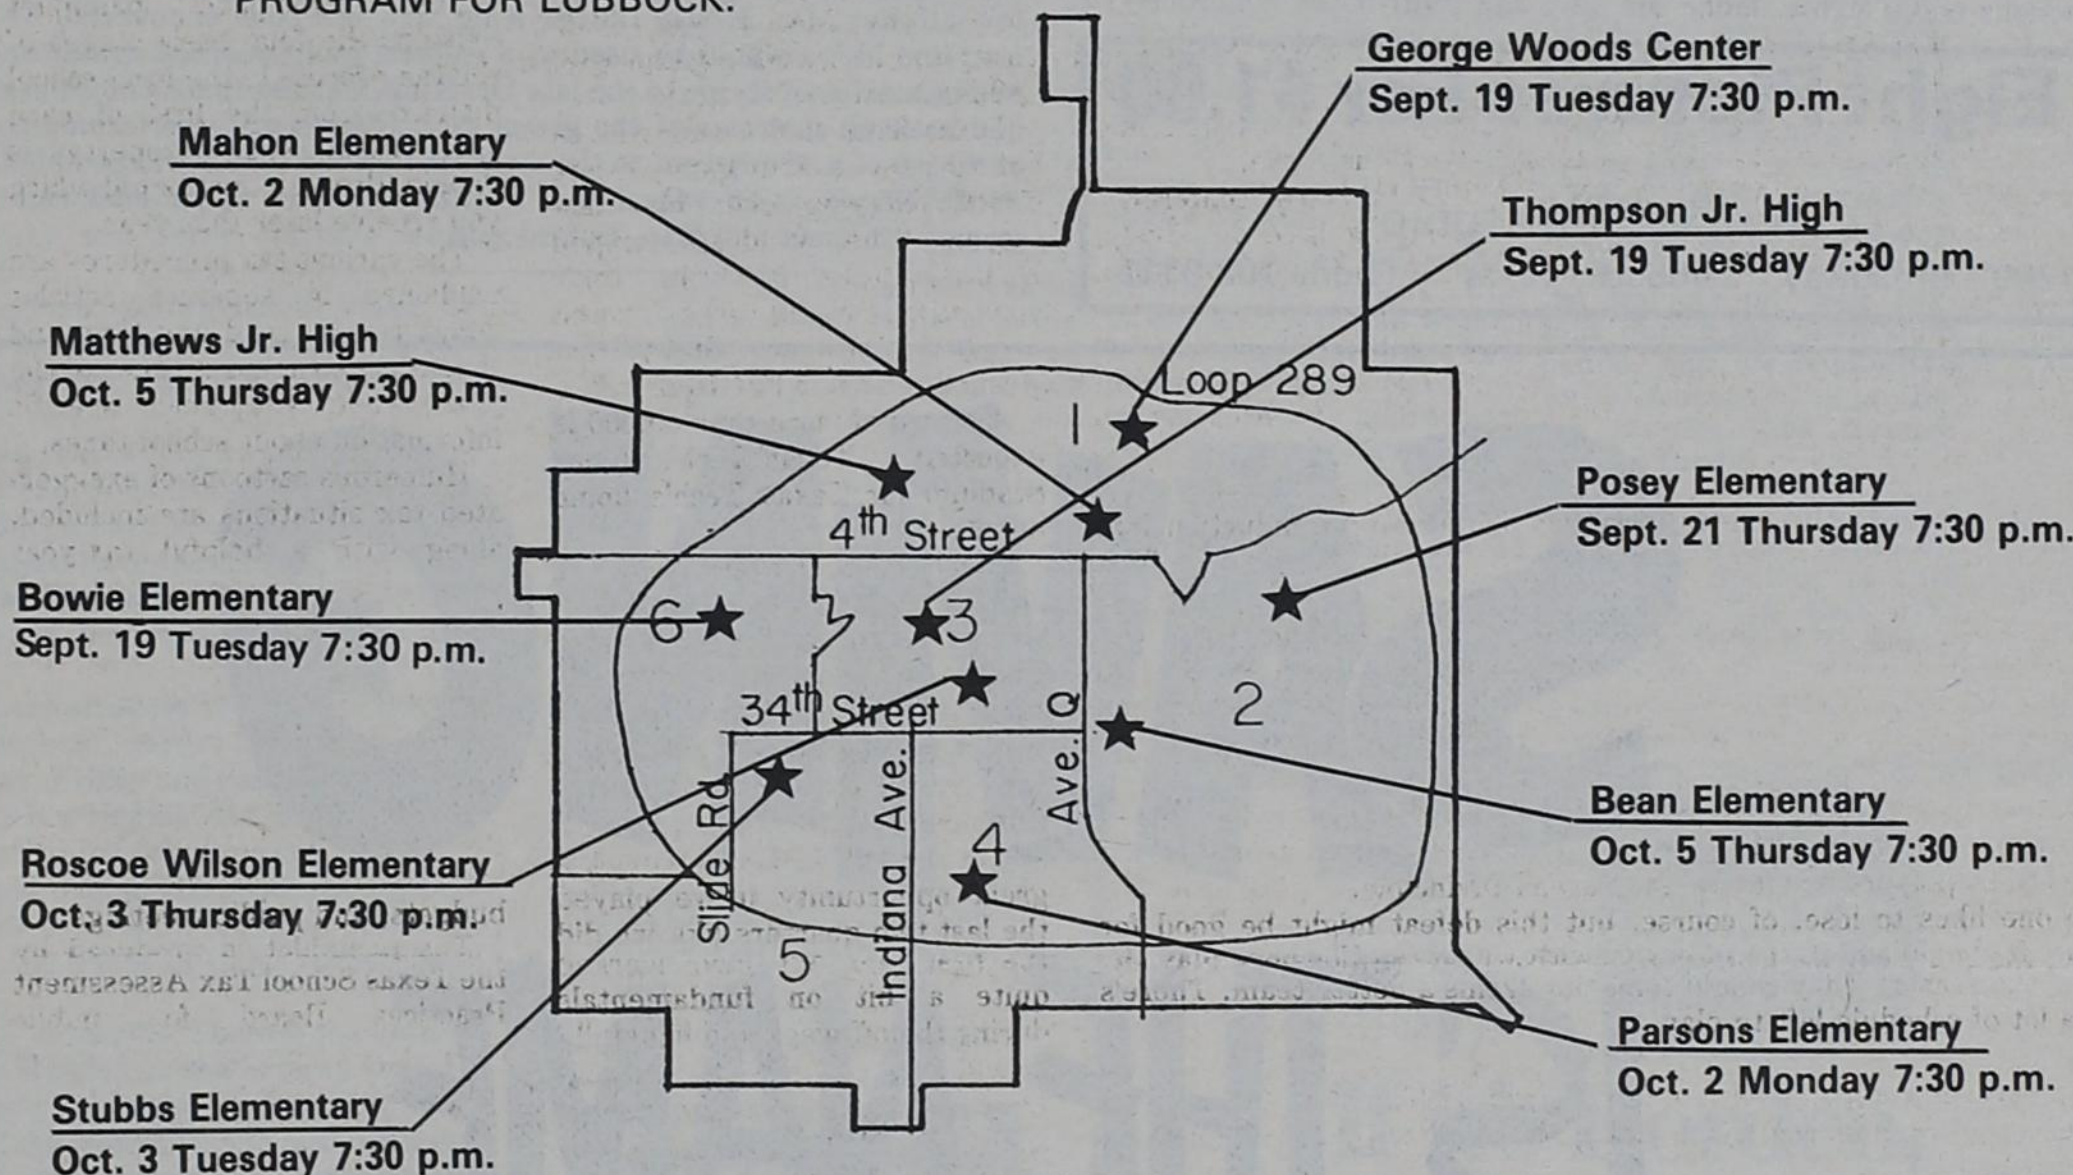 PROGRAM FOR LUBBOCK.
George Woods Center
Sept. 19 Tuesday 7:30 p.m.
Mahon Elementary
Oct. 2 Monday 7:30 p.m.
Thompson Jr. High
Sept. 19 Tuesday 7:30 p.m.
Matthews Jr. High
Oct. 5 Thursday 7:30 p.m.
Loop 289
1
Posey Elementary
Sept. 21 Thursday 7:30 p.m.
4th Street
Bowie Elementary
Sept. 19 Tuesday 7:30 p.m.
6
3
2
34th Street
Ave. Q
Slide Rd.
Indiana Ave.
Bean Elementary
Oct. 5 Thursday 7:30 p.m.
4
Roscoe Wilson Elementary
Oct. 3 Thursday 7:30 p.m.
5
Parsons Elementary
Oct. 2 Monday 7:30 p.m.
Stubbs Elementary
Oct. 3 Tuesday 7:30 p.m.